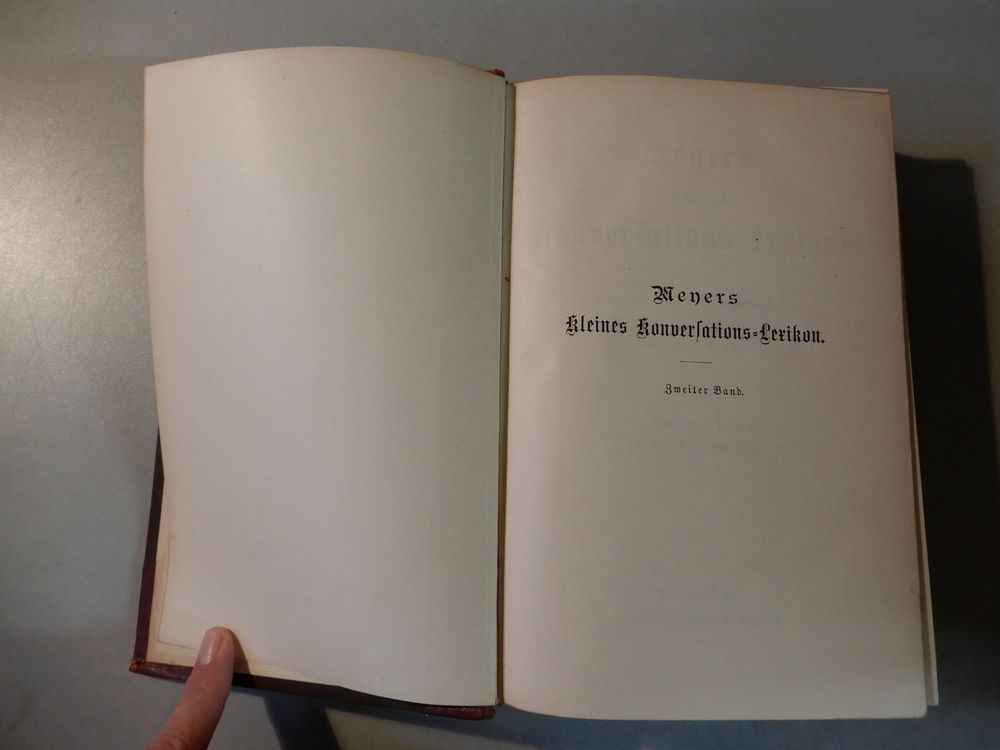 Meyers
Kleines Konverſations-Lexikon.
Zweiter Band.